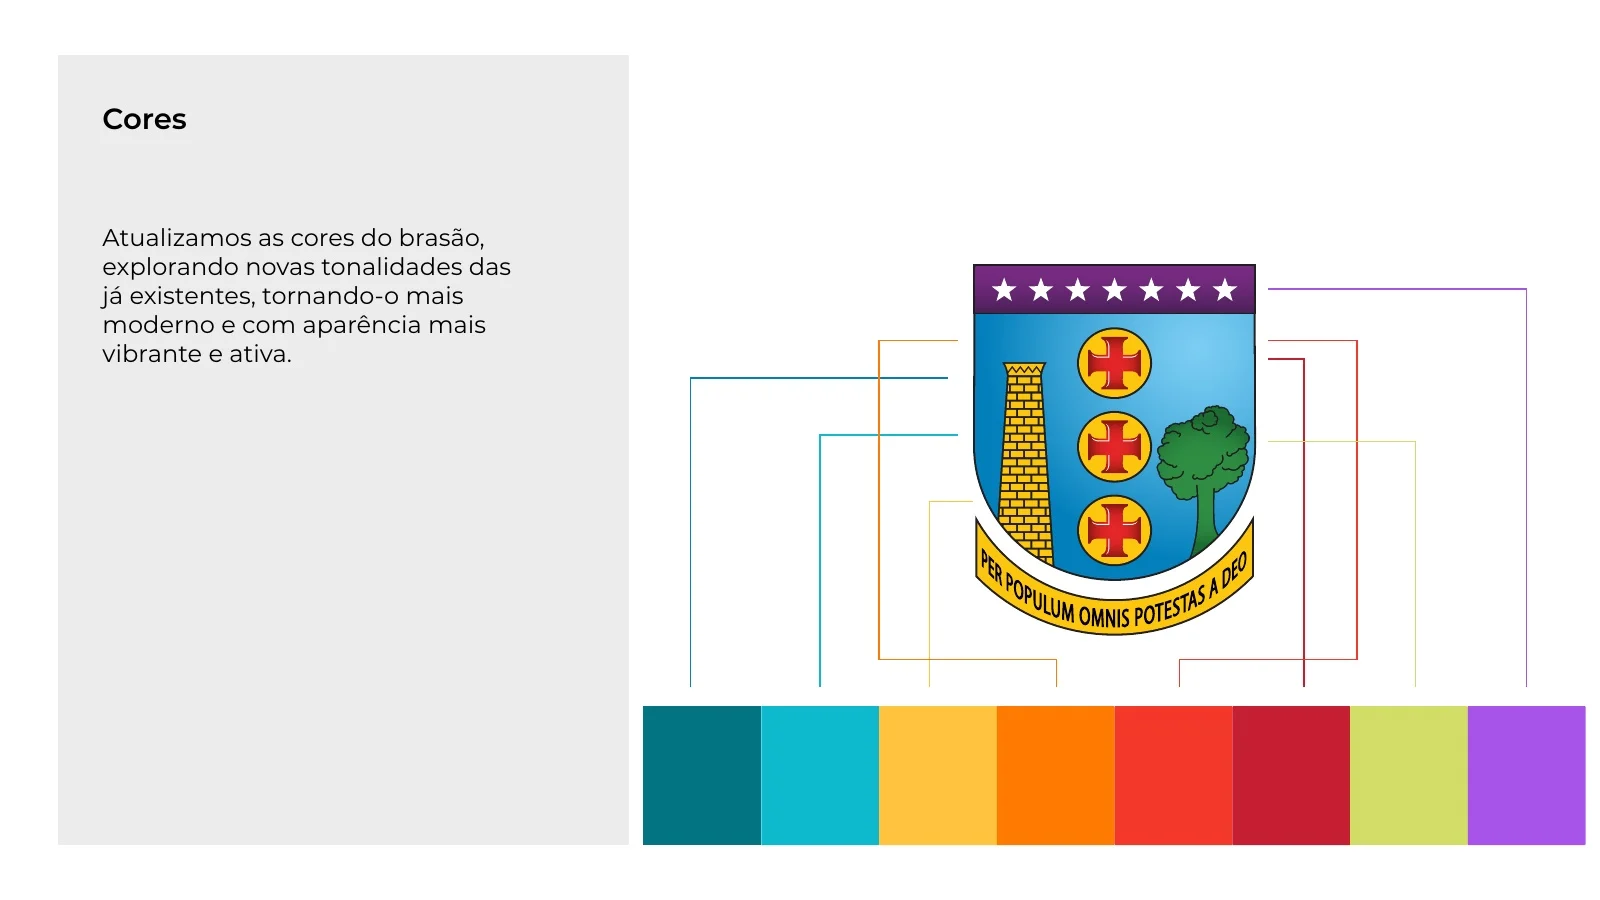 Cores
Atualizamos as cores do brasão,
explorando novas tonalidades das
já existentes, tornando-o mais
moderno e com aparência mais
vibrante e ativa.
PER POPULUM OMNIS POTESTAS A DEO